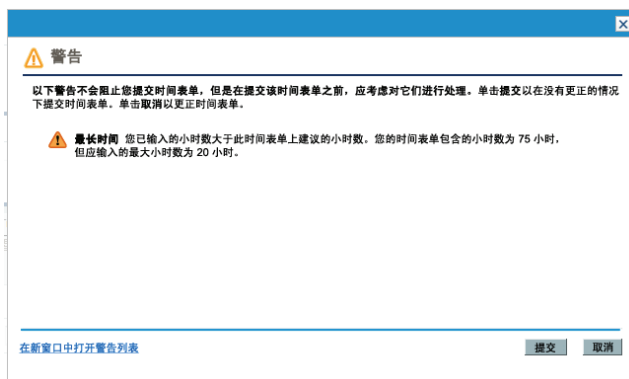 警告
以下警告不会阻止您提交时间表单，但是在提交该时间表单之前，应考虑对它们进行处理。单击提交以在没有更正的情况
下提交时间表单。单击取消以更正时间表单。
最长时间 您已输入的小时数大于此时间表单上建议的小时数。您的时间表单包含的小时数为 75 小时，
但应输入的最大小时数为 20 小时。
在新窗口中打开警告列表
提交 取消